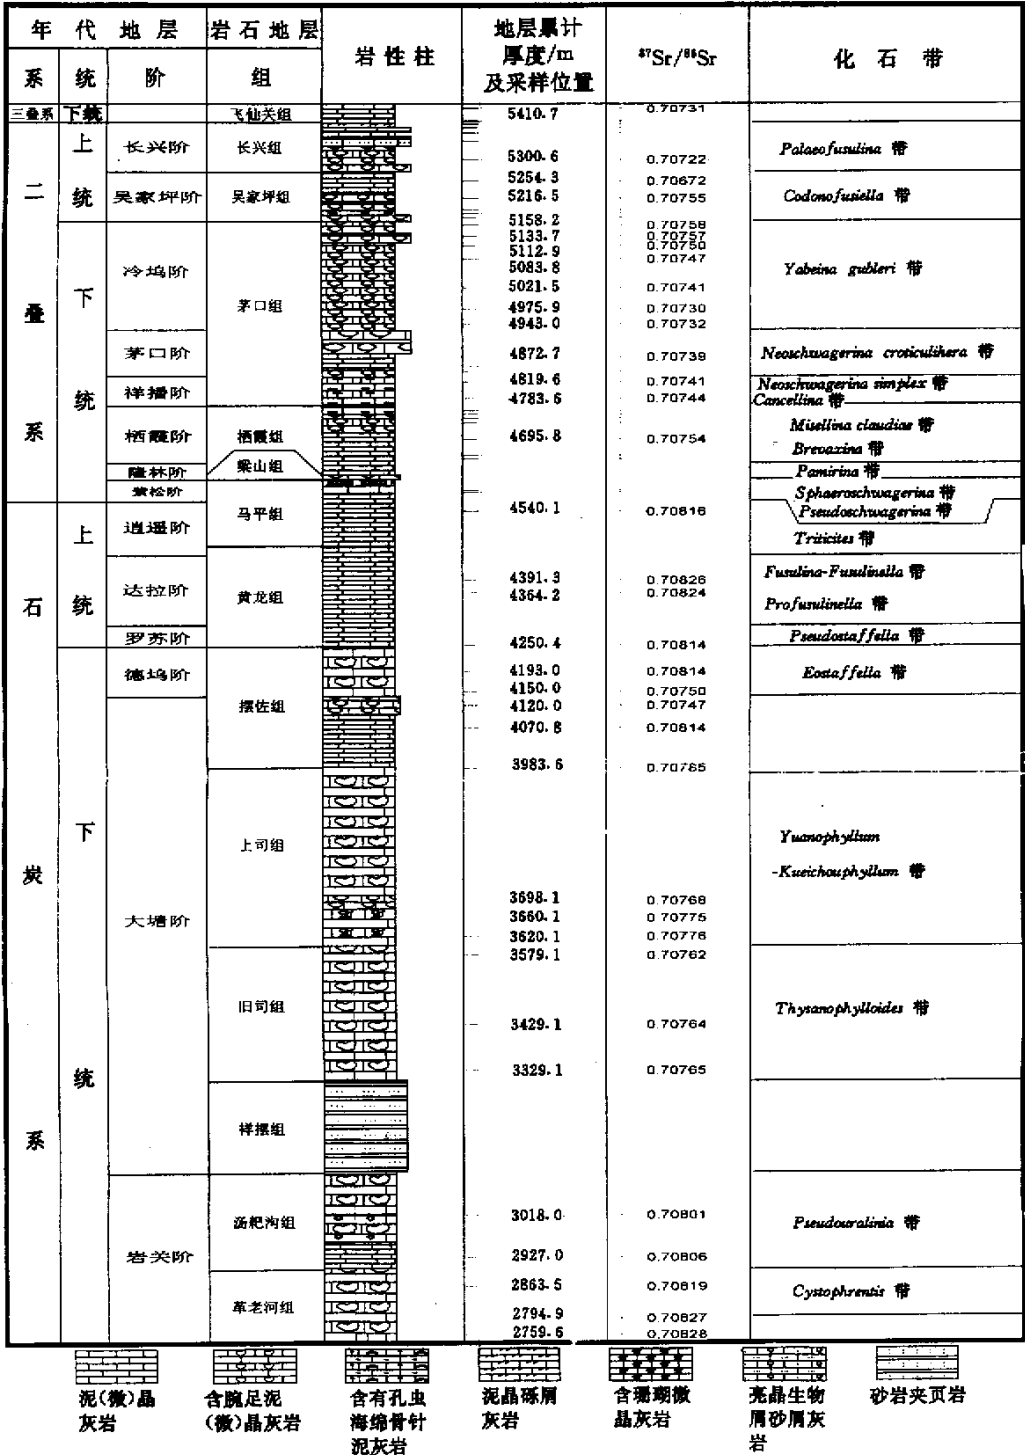 年 代 地 层 岩石地层 岩 性 柱 地层累计厚度/m及采样位置 ⁸⁷Sr/⁸⁶Sr 化 石 带
系 统 阶 组
三叠系 下统 飞仙关组 5410.7 0.70731
二叠系
上统
长兴阶 长兴组 Palaeofusulina 带
5300.6 0.70722
5254.3 0.70672
吴家坪阶 吴家坪组 5216.5 0.70755 Codonofusiella 带
5158.2 0.70758
5133.7 0.70757
5112.9 0.70750
5083.8 0.70747
下统
冷坞阶 茅口组 Yabeina gubleri 带
5021.5 0.70741
4975.9 0.70730
4943.0 0.70732
茅口阶 4872.7 0.70739 Neoschwagerina croticulihera 带
祥播阶 4819.6 0.70741 Neoschwagerina simplex 带
4783.6 0.70744 Cancellina 带
栖霞阶 栖霞组 4695.8 0.70754 Misellina claudiae 带
Brevaxina 带
隆林阶 梁山组 Pamirina 带
紫松阶 Sphaeroschwagerina 带
马平组 4540.1 0.70816 Pseudoschwagerina 带
石炭系
上统
逍遥阶 Triticites 带
达拉阶 黄龙组 4391.3 0.70826 Fusulina-Fusulinella 带
4364.2 0.70824 Profusulinella 带
罗苏阶 Pseudostaffella 带
4250.4 0.70814
下统
德坞阶 4193.0 0.70814 Eostaffella 带
4150.0 0.70750
摆佐组 4120.0 0.70747
4070.8 0.70814
3983.6 0.70765
大塘阶
上司组 Yuanophyllum
-Kueichouphyllum 带
3698.1 0.70768
3660.1 0.70775
3620.1 0.70776
3579.1 0.70762
旧司组 Thysanophylloides 带
3429.1 0.70764
3329.1 0.70765
祥摆组
岩关阶
汤粑沟组 3018.0 0.70801 Pseudouralinia 带
2927.0 0.70806
2863.5 0.70819
革老河组 Cystophrentis 带
2794.9 0.70827
2759.6 0.70828
泥(微)晶
灰岩
含腕足泥
(微)晶灰岩
含有孔虫
海绵骨针
泥灰岩
泥晶砾屑
灰岩
含珊瑚微
晶灰岩
亮晶生物
屑砂屑灰
岩
砂岩夹页岩